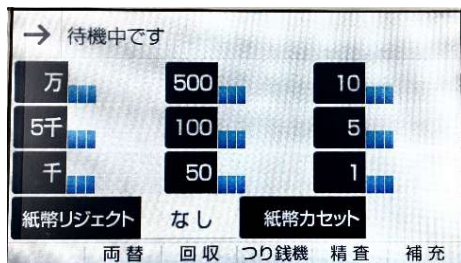 → 待機中です
万 500 10
5千 100 5
千 50 1
紙幣リジェクト なし 紙幣カセット
両替 回収 つり銭機 精査 補充